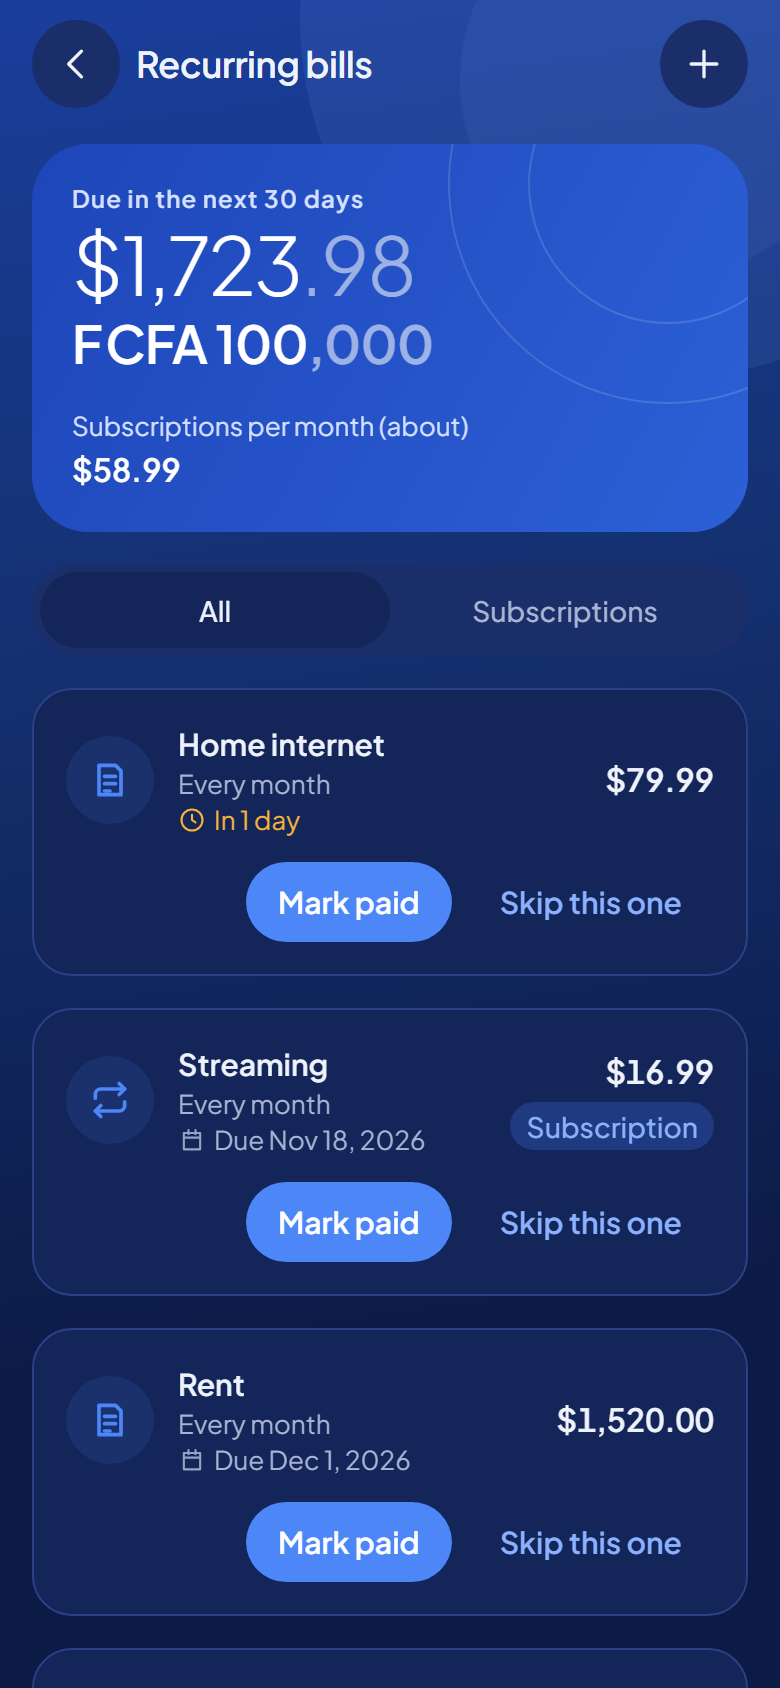 Recurring bills
Due in the next 30 days
$1,723.98
FCFA 100,000
Subscriptions per month (about)
$58.99
All
Subscriptions
Home internet
Every month
In 1 day
$79.99
Mark paid
Skip this one
Streaming
Every month
Due Nov 18, 2026
$16.99
Subscription
Mark paid
Skip this one
Rent
Every month
Due Dec 1, 2026
$1,520.00
Mark paid
Skip this one